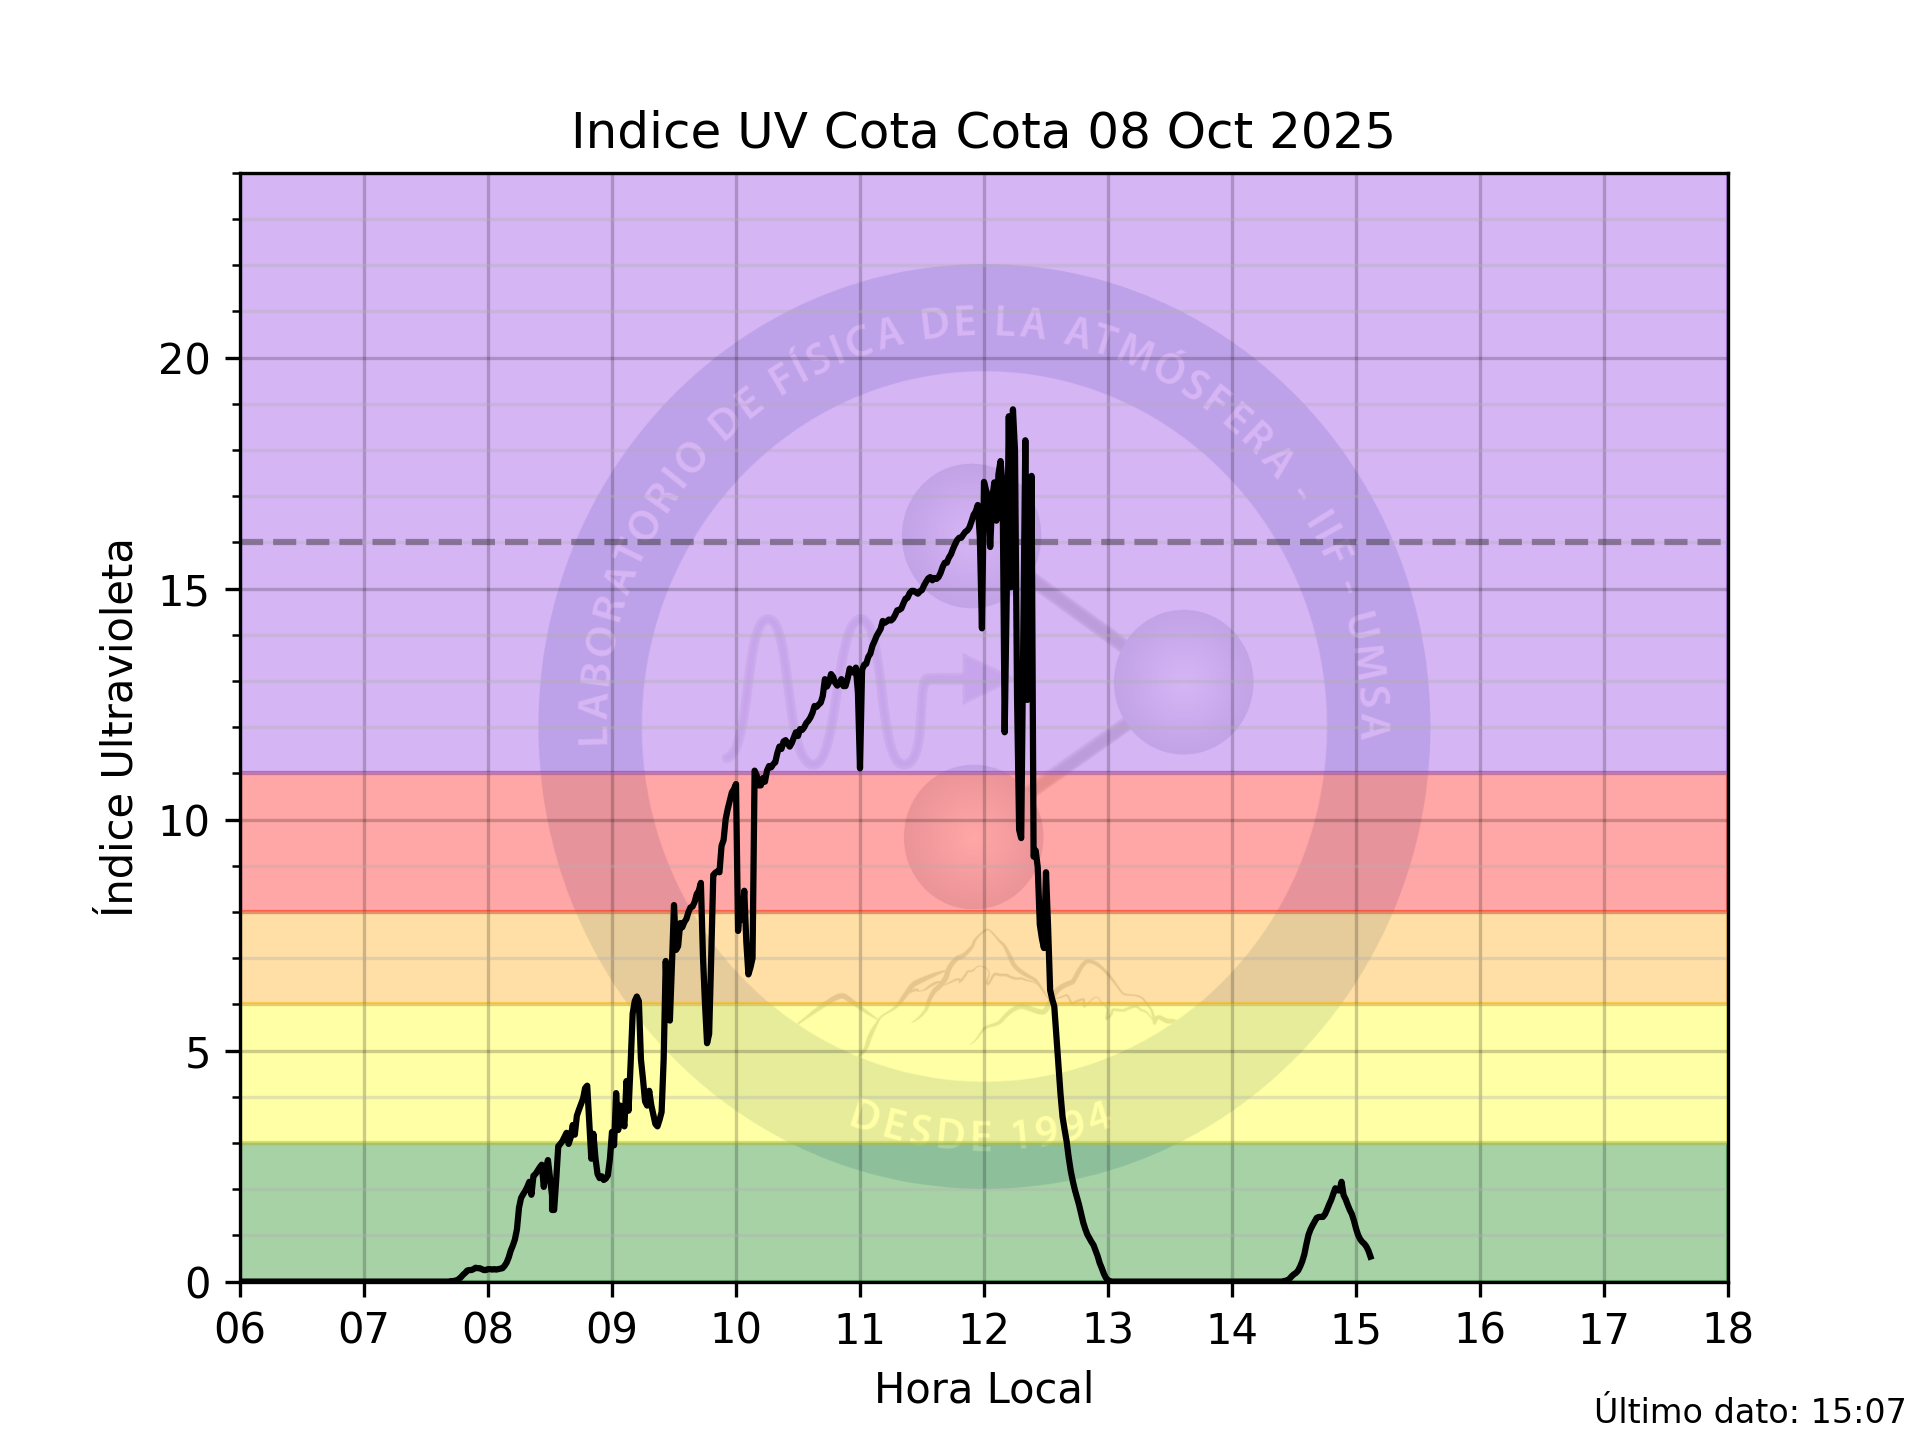 Indice UV Cota Cota 08 Oct 2025
LABORATORIO DE FÍSICA DE LA ATMÓSFERA - IIF - UMSA
DESDE 1994
Índice Ultravioleta
20
15
10
5
0
06 07 08 09 10 11 12 13 14 15 16 17 18
Hora Local
Último dato: 15:07